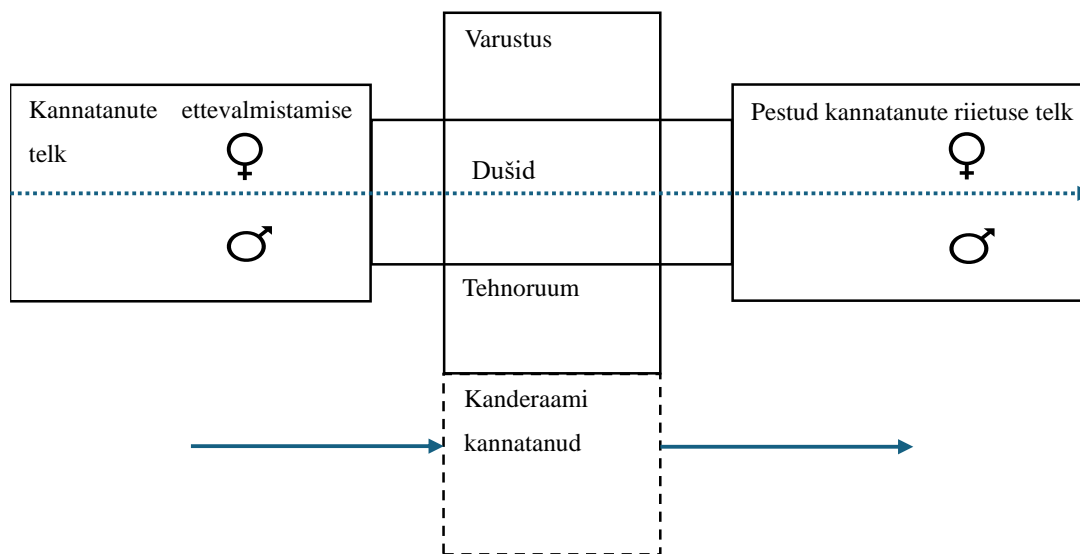 Varustus
Kannatanute ettevalmistamise
telk
Dušid
Pestud kannatanute riietuse telk
Tehnoruum
Kanderaami
kannatanud